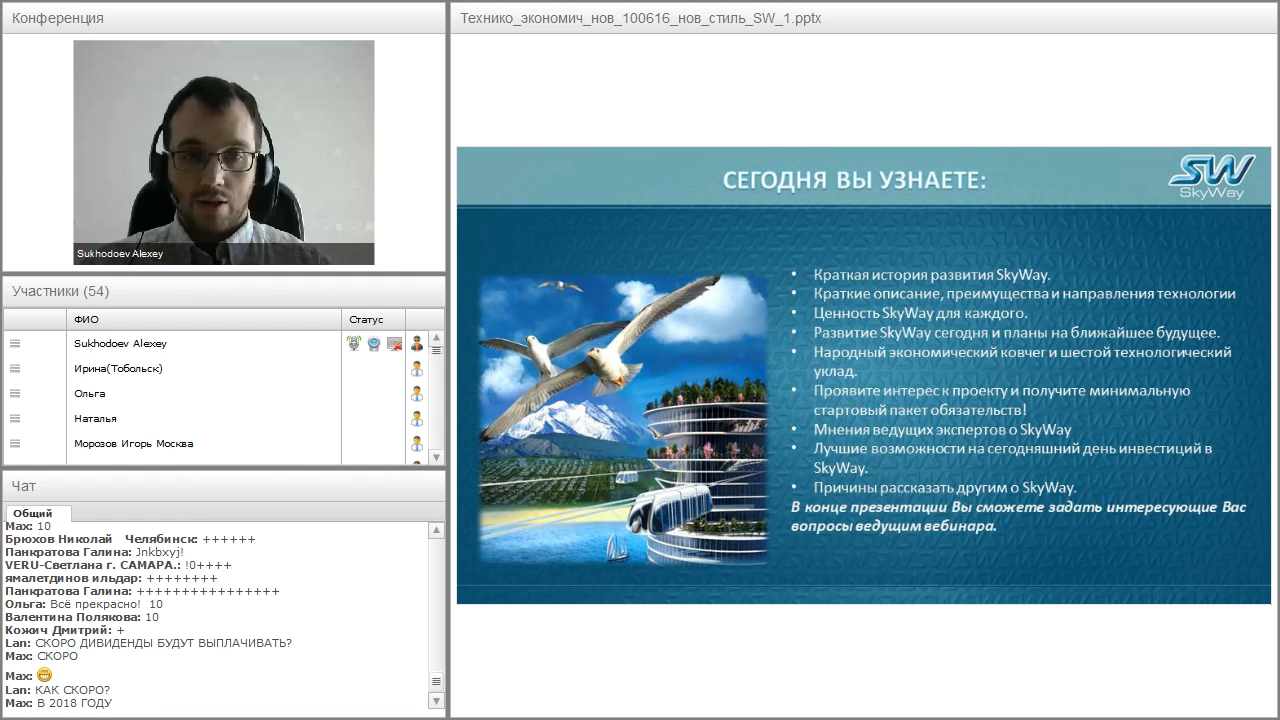 Конференция
Sukhodoev Alexey
Участники (54)
ФИО
Статус
Sukhodoev Alexey
Ирина(Тобольск)
Ольга
Наталья
Морозов Игорь Москва
Чат
Общий
Max: 10
Брюхов Николай Челябинск: ++++++
Панкратова Галина: Jnkbxyj!
VERU-Светлана г. САМАРА.: !0++++
ямалетдинов ильдар: ++++++++
Панкратова Галина: ++++++++++++++++
Ольга: Всё прекрасно! 10
Валентина Полякова: 10
Кожич Дмитрий: +
Lan: СКОРО ДИВИДЕНДЫ БУДУТ ВЫПЛАЧИВАТЬ?
Max: СКОРО
Max:
Lan: КАК СКОРО?
Max: В 2018 ГОДУ
Технико_экономич_нов_100616_нов_стиль_SW_1.pptx
СЕГОДНЯ ВЫ УЗНАЕТЕ:
SW
SkyWay
• Краткая история развития SkyWay.
• Краткие описание, преимущества и направления технологии
• Ценность SkyWay для каждого.
• Развитие SkyWay сегодня и планы на ближайшее будущее.
• Народный экономический ковчег и шестой технологический
уклад.
• Проявите интерес к проекту и получите минимальную
стартовый пакет обязательств!
• Мнения ведущих экспертов о SkyWay
• Лучшие возможности на сегодняшний день инвестиций в
SkyWay.
• Причины рассказать другим о SkyWay.
В конце презентации Вы сможете задать интересующие Вас
вопросы ведущим вебинара.